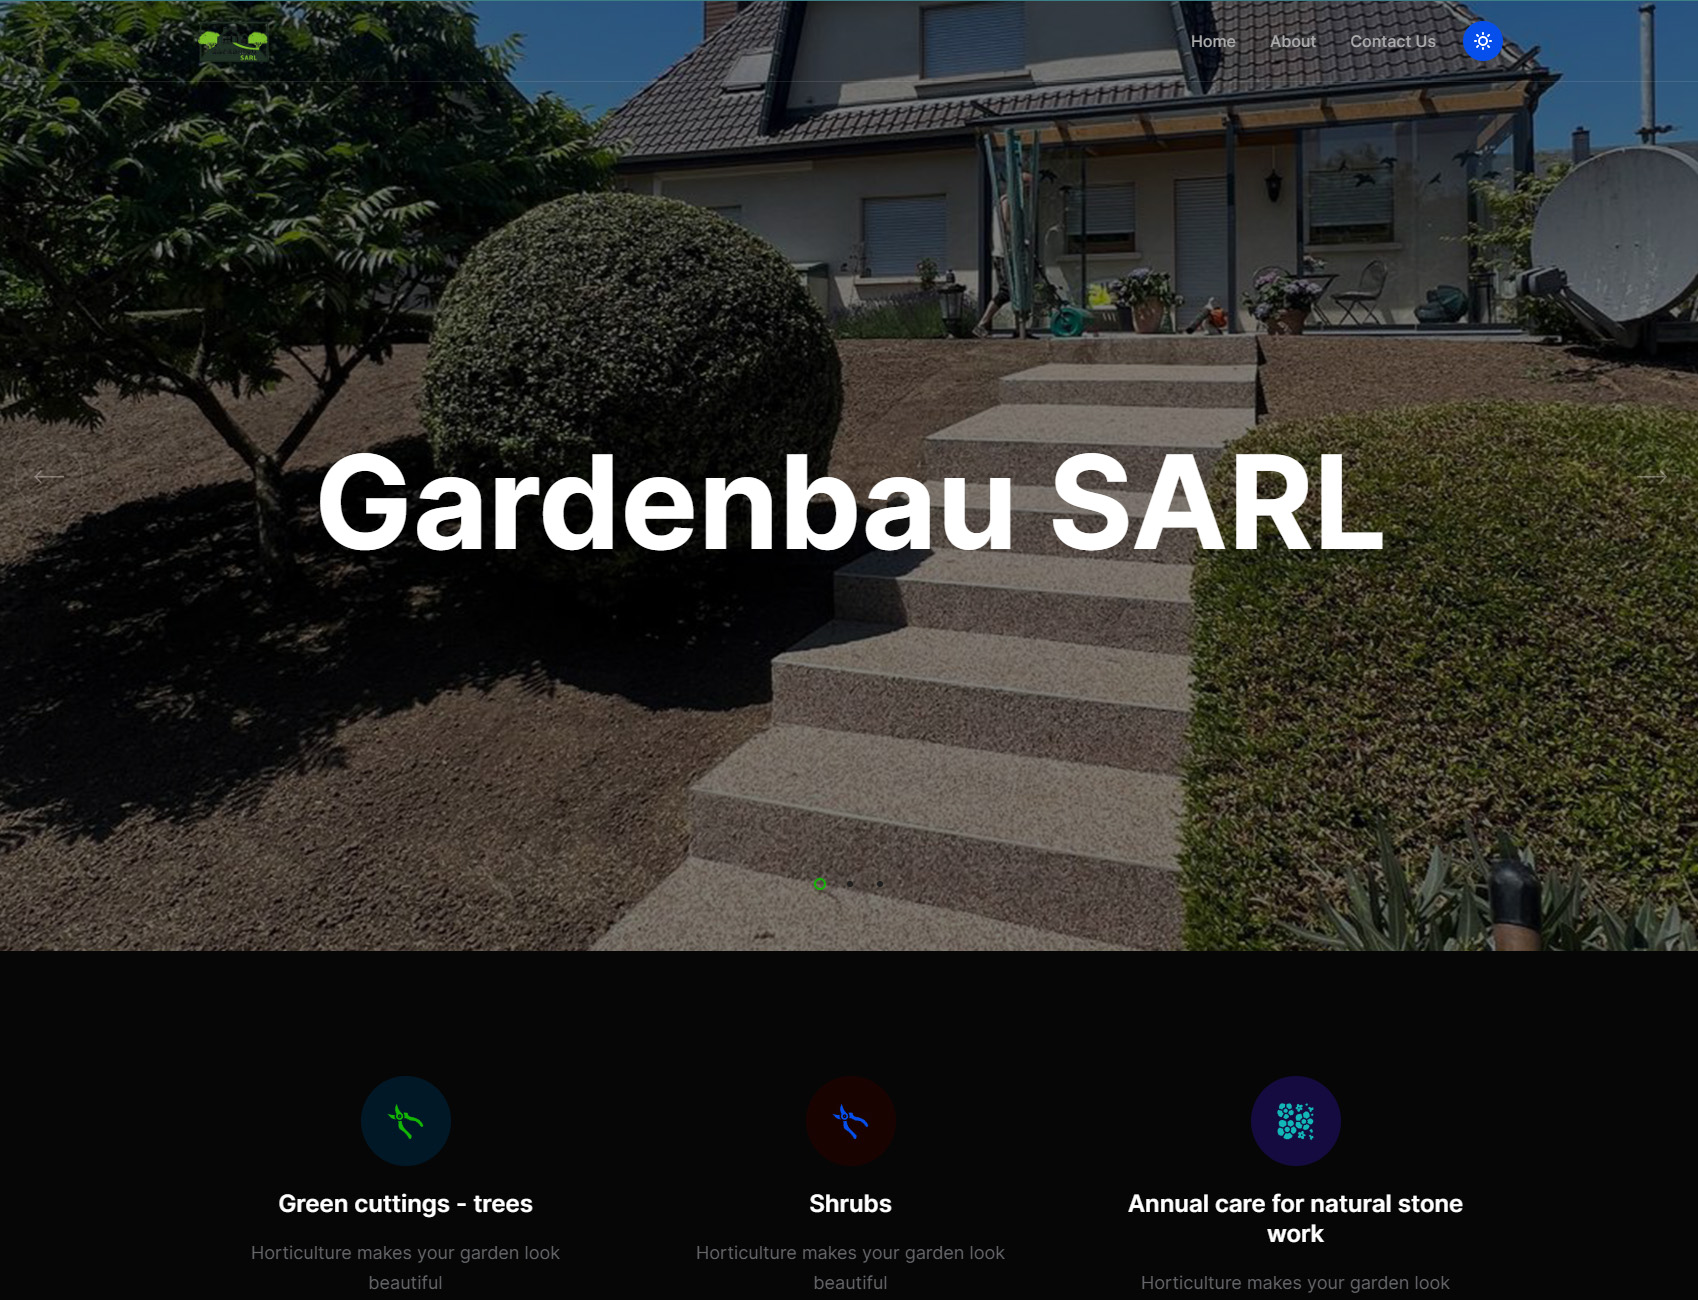 SARL
Home
About
Contact Us
Gardenbau SARL
Green cuttings - trees
Horticulture makes your garden look
beautiful
Shrubs
Horticulture makes your garden look
beautiful
Annual care for natural stone
work
Horticulture makes your garden look